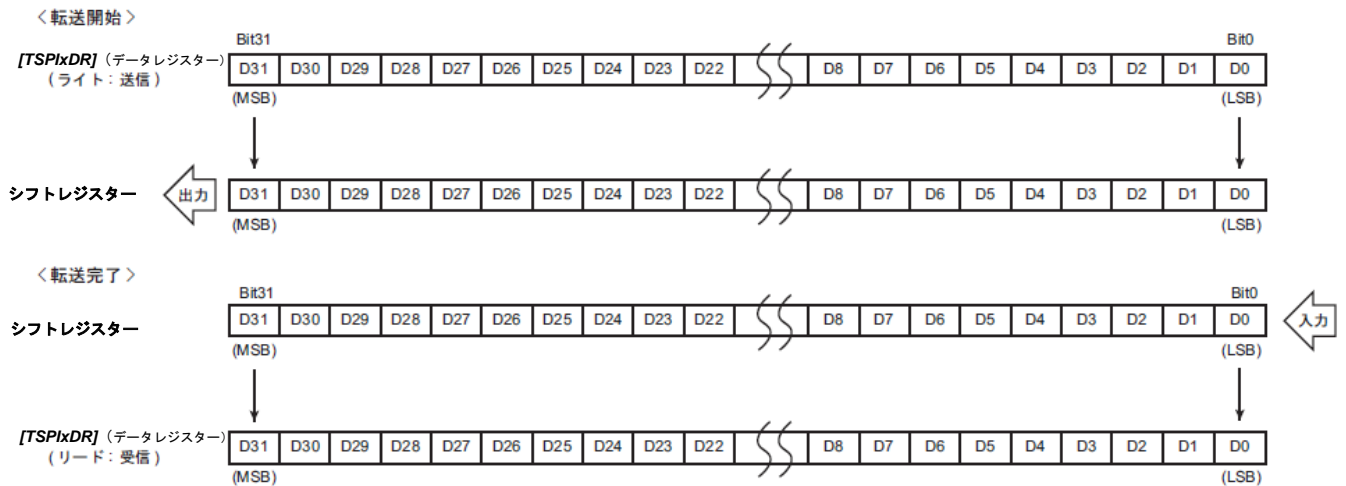 〈転送開始〉
Bit31 Bit0
[TSPIxDR]（データレジスター）
(ライト：送信)
D31 D30 D29 D28 D27 D26 D25 D24 D23 D22 D8 D7 D6 D5 D4 D3 D2 D1 D0
(MSB) (LSB)
シフトレジスター 出力 D31 D30 D29 D28 D27 D26 D25 D24 D23 D22 D8 D7 D6 D5 D4 D3 D2 D1 D0
(MSB) (LSB)
〈転送完了〉
Bit31 Bit0
シフトレジスター D31 D30 D29 D28 D27 D26 D25 D24 D23 D22 D8 D7 D6 D5 D4 D3 D2 D1 D0 入力
(MSB) (LSB)
[TSPIxDR]（データレジスター）
(リード：受信)
D31 D30 D29 D28 D27 D26 D25 D24 D23 D22 D8 D7 D6 D5 D4 D3 D2 D1 D0
(MSB) (LSB)